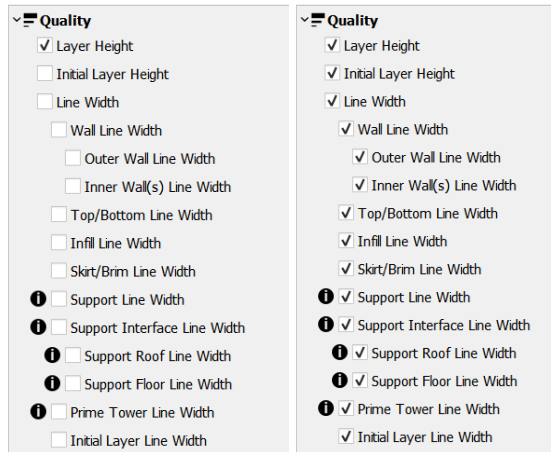 Quality
Layer Height
Initial Layer Height
Line Width
Wall Line Width
Outer Wall Line Width
Inner Wall(s) Line Width
Top/Bottom Line Width
Infill Line Width
Skirt/Brim Line Width
Support Line Width
Support Interface Line Width
Support Roof Line Width
Support Floor Line Width
Prime Tower Line Width
Initial Layer Line Width
Quality
Layer Height
Initial Layer Height
Line Width
Wall Line Width
Outer Wall Line Width
Inner Wall(s) Line Width
Top/Bottom Line Width
Infill Line Width
Skirt/Brim Line Width
Support Line Width
Support Interface Line Width
Support Roof Line Width
Support Floor Line Width
Prime Tower Line Width
Initial Layer Line Width